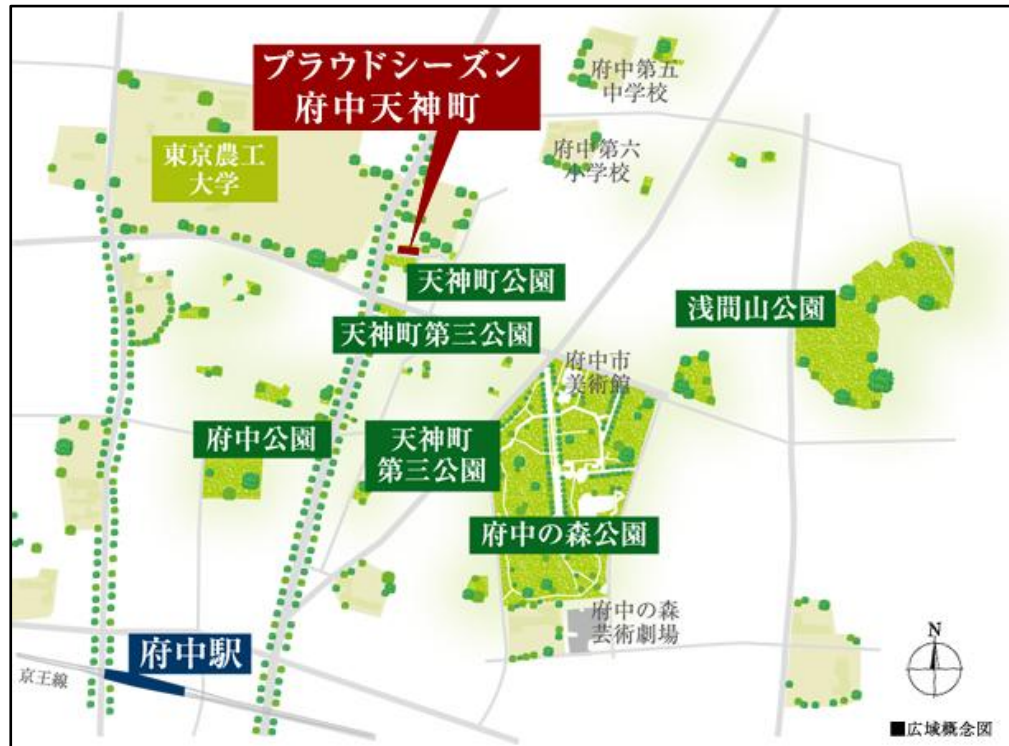 プラウドシーズン
府中天神町
府中第五
中学校
東京農工
大学
府中第六
小学校
天神町公園
浅間山公園
天神町第三公園
府中市
美術館
府中公園
天神町
第三公園
府中の森公園
府中の森
芸術劇場
府中駅
京王線
N
■広域概念図